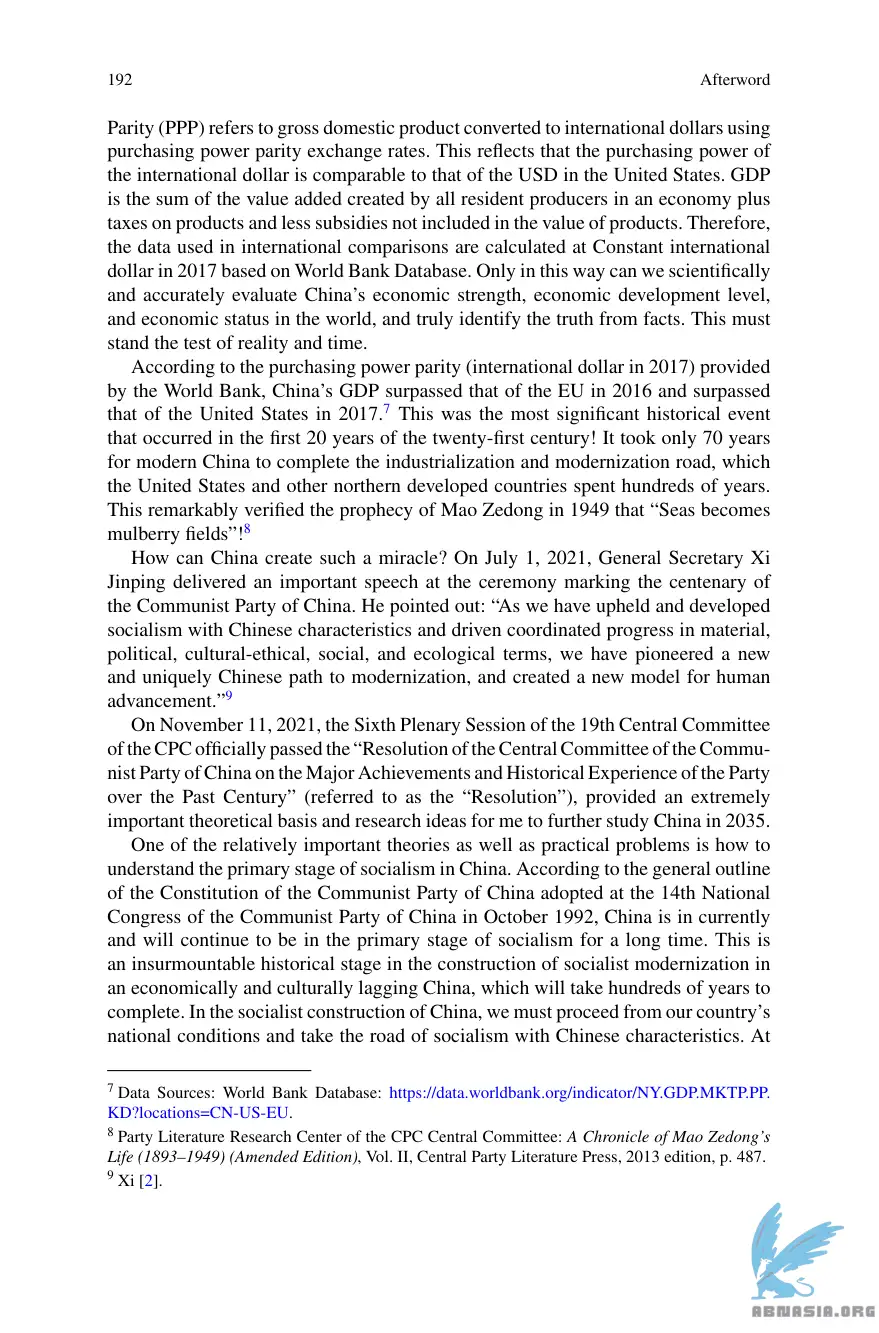 192
Afterword
Parity (PPP) refers to gross domestic product converted to international dollars using
purchasing power parity exchange rates. This reflects that the purchasing power of
the international dollar is comparable to that of the USD in the United States. GDP
is the sum of the value added created by all resident producers in an economy plus
taxes on products and less subsidies not included in the value of products. Therefore,
the data used in international comparisons are calculated at Constant international
dollar in 2017 based on World Bank Database. Only in this way can we scientifically
and accurately evaluate China's economic strength, economic development level,
and economic status in the world, and truly identify the truth from facts. This must
stand the test of reality and time.
According to the purchasing power parity (international dollar in 2017) provided
by the World Bank, China's GDP surpassed that of the EU in 2016 and surpassed
that of the United States in 2017.7 This was the most significant historical event
that occurred in the first 20 years of the twenty-first century! It took only 70 years
for modern China to complete the industrialization and modernization road, which
the United States and other northern developed countries spent hundreds of years.
This remarkably verified the prophecy of Mao Zedong in 1949 that “Seas becomes
mulberry fields”!8
How can China create such a miracle? On July 1, 2021, General Secretary Xi
Jinping delivered an important speech at the ceremony marking the centenary of
the Communist Party of China. He pointed out: “As we have upheld and developed
socialism with Chinese characteristics and driven coordinated progress in material,
political, cultural-ethical, social, and ecological terms, we have pioneered a new
and uniquely Chinese path to modernization, and created a new model for human
advancement.”9
On November 11, 2021, the Sixth Plenary Session of the 19th Central Committee
of the CPC officially passed the “Resolution of the Central Committee of the Commu-
nist Party of China on the Major Achievements and Historical Experience of the Party
over the Past Century” (referred to as the “Resolution”), provided an extremely
important theoretical basis and research ideas for me to further study China in 2035.
One of the relatively important theories as well as practical problems is how to
understand the primary stage of socialism in China. According to the general outline
of the Constitution of the Communist Party of China adopted at the 14th National
Congress of the Communist Party of China in October 1992, China is in currently
and will continue to be in the primary stage of socialism for a long time. This is
an insurmountable historical stage in the construction of socialist modernization in
an economically and culturally lagging China, which will take hundreds of years to
complete. In the socialist construction of China, we must proceed from our country's
national conditions and take the road of socialism with Chinese characteristics. At
7 Data Sources: World Bank Database: https://data.worldbank.org/indicator/NY.GDP.MKTP.PP.
KD?locations=CN-US-EU.
8 Party Literature Research Center of the CPC Central Committee: A Chronicle of Mao Zedong's
Life (1893–1949) (Amended Edition), Vol. II, Central Party Literature Press, 2013 edition, p. 487.
9 Xi [2].
ABNASIA.ORG